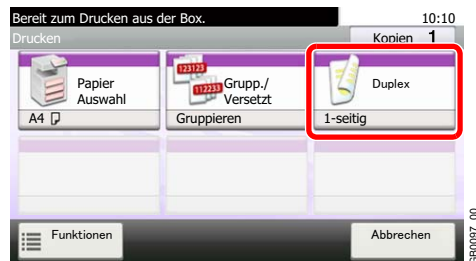 Bereit zum Drucken aus der Box.
10:10
Drucken
Kopien 1
Papier
Auswahl
A4
123123
112233
Grupp./
Versetzt
Gruppieren
Duplex
1-seitig
Funktionen
Abbrechen